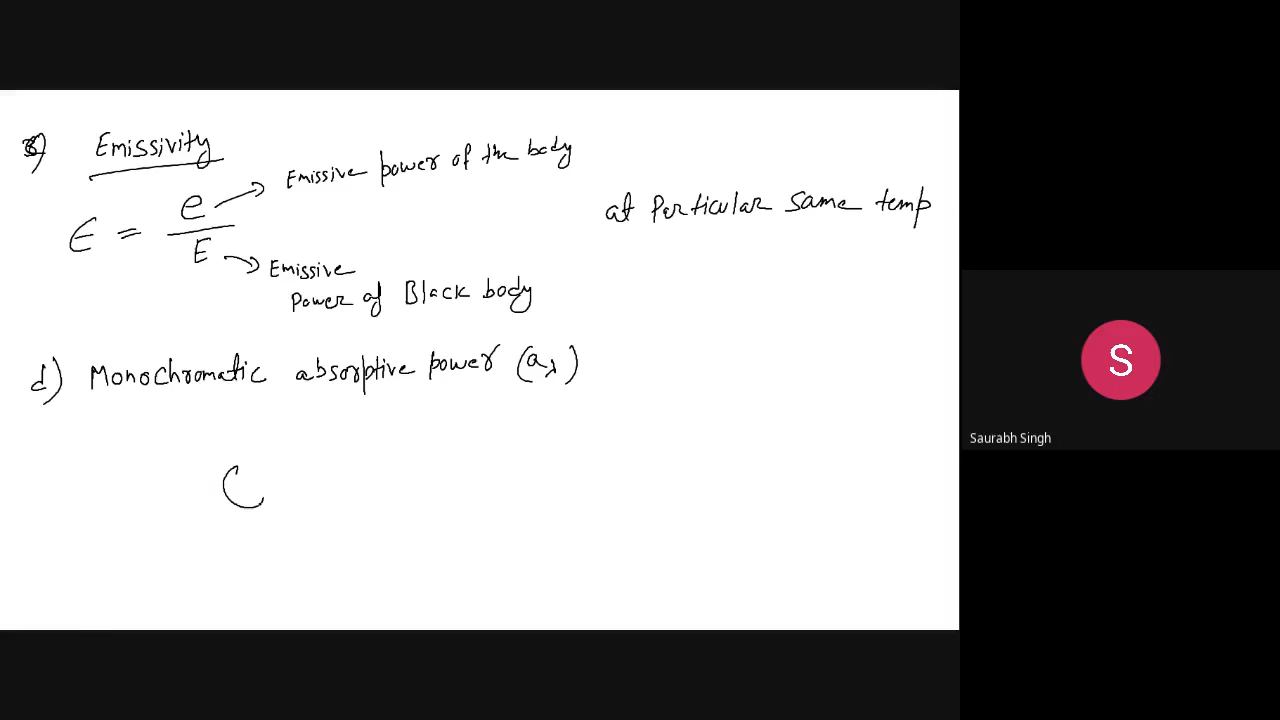 3) Emissivity
ϵ = e/E
Emissive power of the body
at Perticular same temp
Emissive
Power of Black body
d) Monochromatic absorptive power (aλ)
S
Saurabh Singh